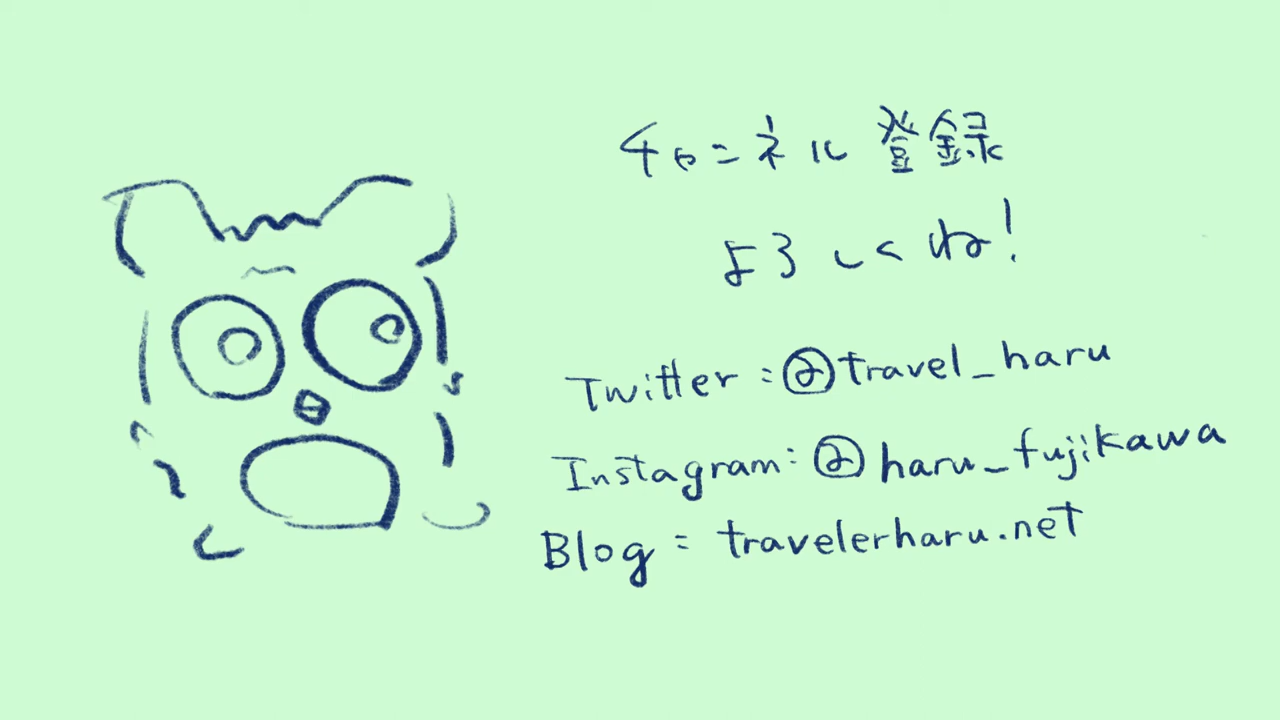 チャンネル登録
よろしくね!
Twitter:@travel_haru
Instagram:@haru_fujikawa
Blog:travelerharu.net